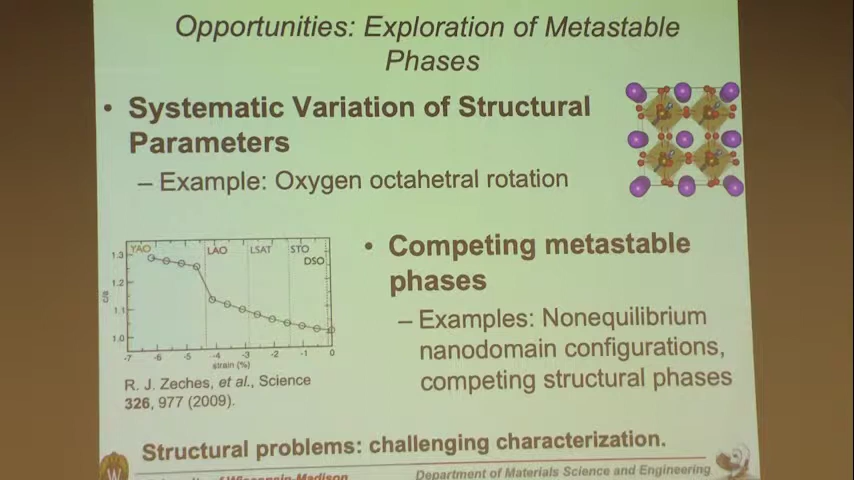 Opportunities: Exploration of Metastable
Phases
• Systematic Variation of Structural
Parameters
– Example: Oxygen octahetral rotation
YAO LAO LSAT STO
DSO
1.3
1.2
1.1
1.0
c/a
-7 -6 -5 -4 -3 -2 -1 0
strain (%)
R. J. Zeches, et al., Science
326, 977 (2009).
• Competing metastable
phases
– Examples: Nonequilibrium
nanodomain configurations,
competing structural phases
Structural problems: challenging characterization.
W
Wisconsin-Madison
Department of Materials Science and Engineering